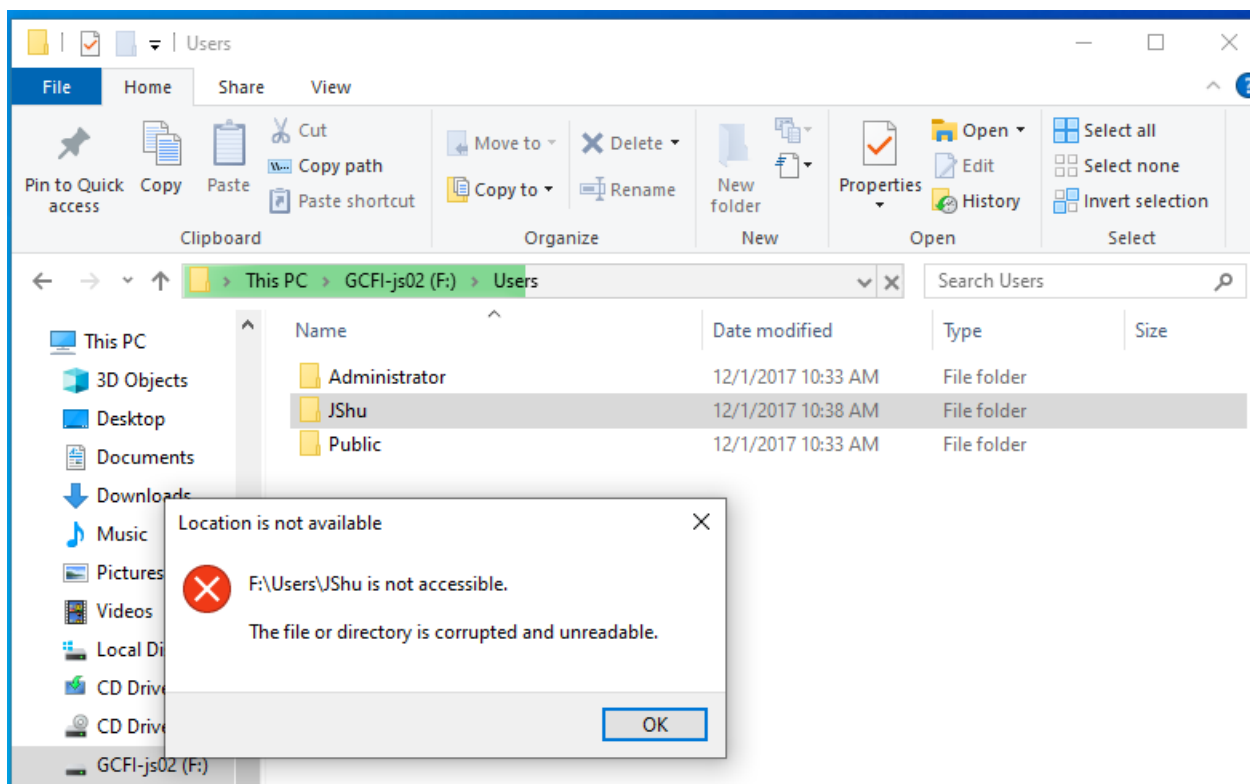 Users
File Home Share View
Pin to Quick access
Copy
Paste
Cut
Copy path
Paste shortcut
Clipboard
Move to
Copy to
Delete
Rename
Organize
New folder
New
Properties
Open
Edit
History
Open
Select all
Select none
Invert selection
Select
This PC > GCFI-js02 (F:) > Users
Search Users
This PC
3D Objects
Desktop
Documents
Downloads
Music
Pictures
Videos
Local Di
CD Drive
CD Drive
GCFI-js02 (F:)
Name Date modified Type Size
Administrator 12/1/2017 10:33 AM File folder
JShu 12/1/2017 10:38 AM File folder
Public 12/1/2017 10:33 AM File folder
Location is not available
F:\Users\JShu is not accessible.
The file or directory is corrupted and unreadable.
OK